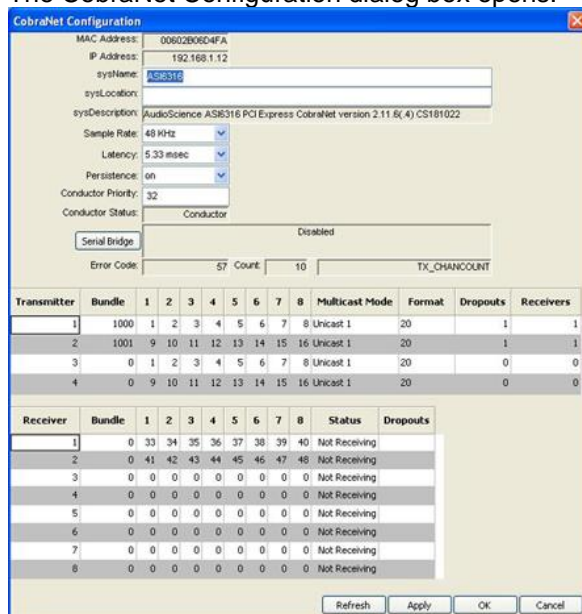 The CobraNet Configuration dialog box opens.
CobraNet Configuration
MAC Address: 00602B06D4FA
IP Address: 192.168.1.12
sysName: ASI6316
sysLocation:
sysDescription: AudioScience ASI6316 PCI Express CobraNet version 2.11.6(.4) CS181022
Sample Rate: 48 KHz
Latency: 5.33 msec
Persistence: on
Conductor Priority: 32
Conductor Status: Conductor
Serial Bridge Disabled
Error Code: 57 Count: 10 TX_CHANCOUNT
Transmitter Bundle 1 2 3 4 5 6 7 8 Multicast Mode Format Dropouts Receivers
1 1000 1 2 3 4 5 6 7 8 Unicast 1 20 1 1
2 1001 9 10 11 12 13 14 15 16 Unicast 1 20 1 1
3 0 1 2 3 4 5 6 7 8 Unicast 1 20 0 0
4 0 9 10 11 12 13 14 15 16 Unicast 1 20 0 0
Receiver Bundle 1 2 3 4 5 6 7 8 Status Dropouts
1 0 33 34 35 36 37 38 39 40 Not Receiving
2 0 41 42 43 44 45 46 47 48 Not Receiving
3 0 0 0 0 0 0 0 0 0 Not Receiving
4 0 0 0 0 0 0 0 0 0 Not Receiving
5 0 0 0 0 0 0 0 0 0 Not Receiving
6 0 0 0 0 0 0 0 0 0 Not Receiving
7 0 0 0 0 0 0 0 0 0 Not Receiving
8 0 0 0 0 0 0 0 0 0 Not Receiving
Refresh Apply OK Cancel